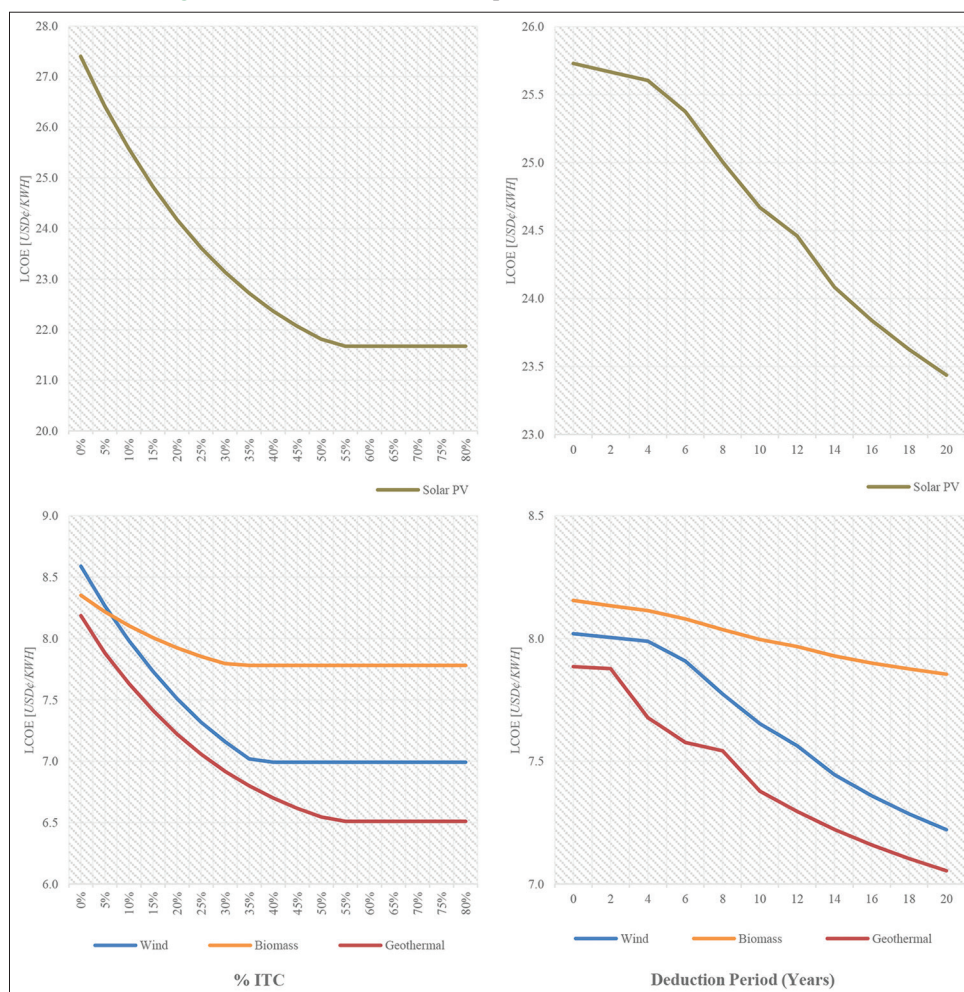 28.0
27.0
26.0
25.0
24.0
23.0
22.0
21.0
20.0
LCOE [USD¢/KWH]
0% 5% 10% 15% 20% 25% 30% 35% 40% 45% 50% 55% 60% 65% 70% 75% 80%
Solar PV
26.0
25.5
25.0
24.5
24.0
23.5
23.0
LCOE [USD¢/KWH]
0 2 4 6 8 10 12 14 16 18 20
Solar PV
9.0
8.5
8.0
7.5
7.0
6.5
6.0
LCOE [USD¢/KWH]
0% 5% 10% 15% 20% 25% 30% 35% 40% 45% 50% 55% 60% 65% 70% 75% 80%
Wind Biomass Geothermal
% ITC
8.5
8.0
7.5
7.0
LCOE [USD¢/KWH]
0 2 4 6 8 10 12 14 16 18 20
Wind Biomass Geothermal
Deduction Period (Years)